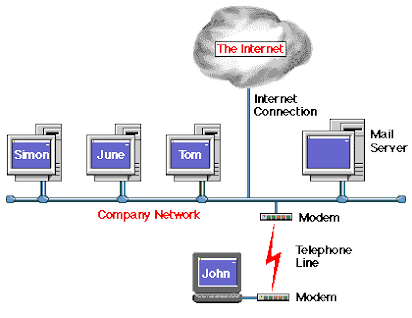 The Internet
Internet
Connection
Mail
Server
Simon
June
Tom
Company Network
Modem
Telephone
Line
John
Modem